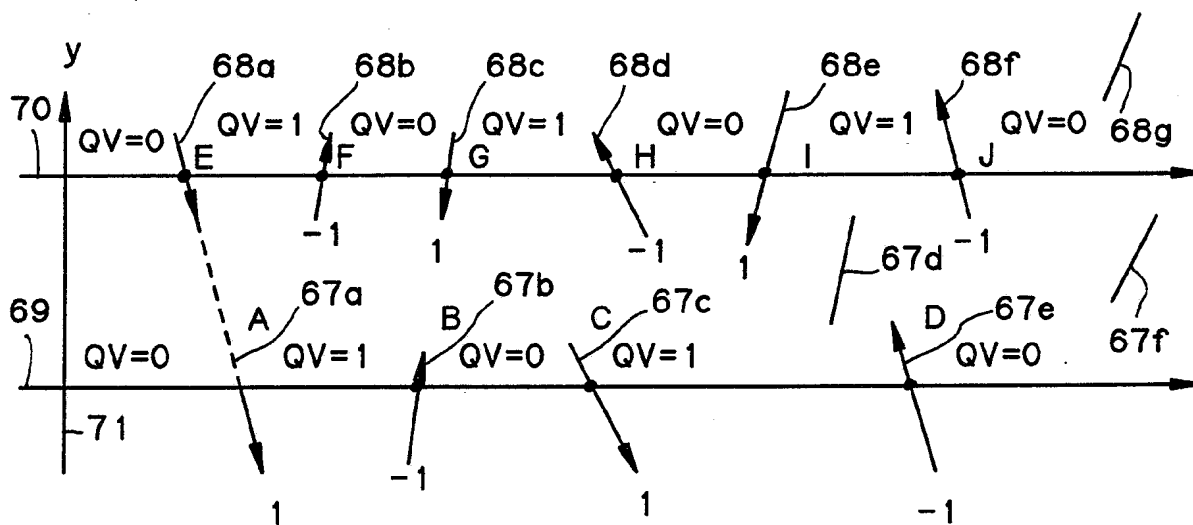 y 68a 68b 68c 68d 68e 68f 68g
70 QV=0 QV=1 QV=0 QV=1 QV=0 QV=1 QV=0
E F G H I J
-1 1 -1 1 -1
67a 67b 67c 67d 67e 67f
69 A B C D
QV=0 QV=1 QV=0 QV=1 QV=0
71 1 -1 1 -1